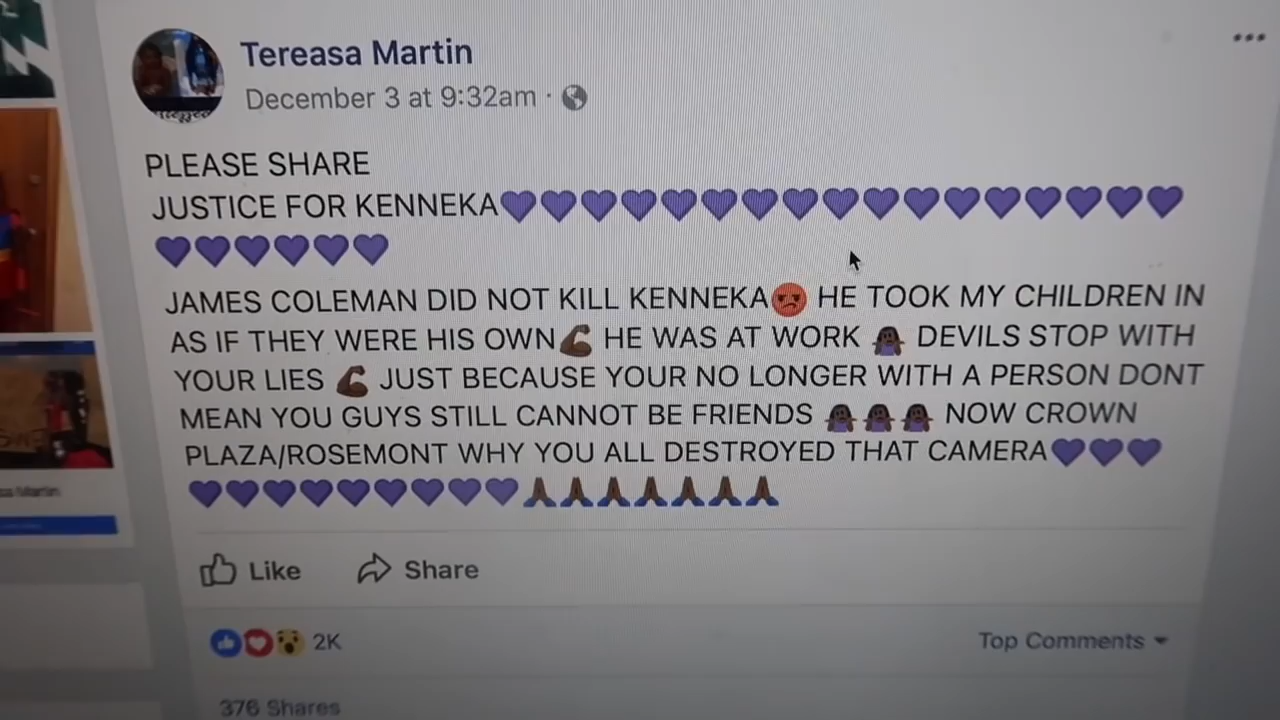 Tereasa Martin
December 3 at 9:32am ·
PLEASE SHARE
JUSTICE FOR KENNEKA💜💜💜💜💜💜💜💜💜💜💜💜💜💜💜💜💜
💜💜💜💜💜💜
JAMES COLEMAN DID NOT KILL KENNEKA😡 HE TOOK MY CHILDREN IN
AS IF THEY WERE HIS OWN💪🏿 HE WAS AT WORK 🤷🏿‍♀️ DEVILS STOP WITH
YOUR LIES 💪🏿 JUST BECAUSE YOUR NO LONGER WITH A PERSON DONT
MEAN YOU GUYS STILL CANNOT BE FRIENDS 🤷🏿‍♀️🤷🏿‍♀️🤷🏿‍♀️ NOW CROWN
PLAZA/ROSEMONT WHY YOU ALL DESTROYED THAT CAMERA💜💜💜
💜💜💜💜💜💜💜💜💜🙏🏿🙏🏿🙏🏿🙏🏿🙏🏿🙏🏿🙏🏿
Like Share
2K Top Comments
376 Shares